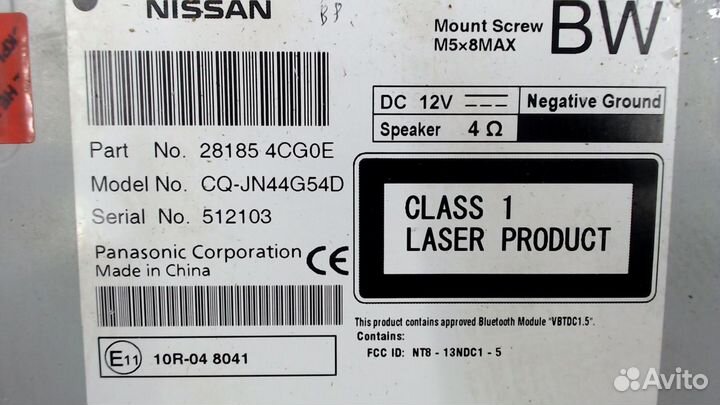 NISSAN
BP
Mount Screw
M5×8MAX
BW
DC 12V
Negative Ground
Speaker 4 Ω
Part No. 28185 4CG0E
Model No. CQ-JN44G54D
Serial No. 512103
Panasonic Corporation
Made in China
CE
CLASS 1
LASER PRODUCT
This product contains approved Bluetooth Module "VBTDC1.5".
Contains:
FCC ID: NT8 - 13NDC1 - 5
E11 10R-04 8041
Avito